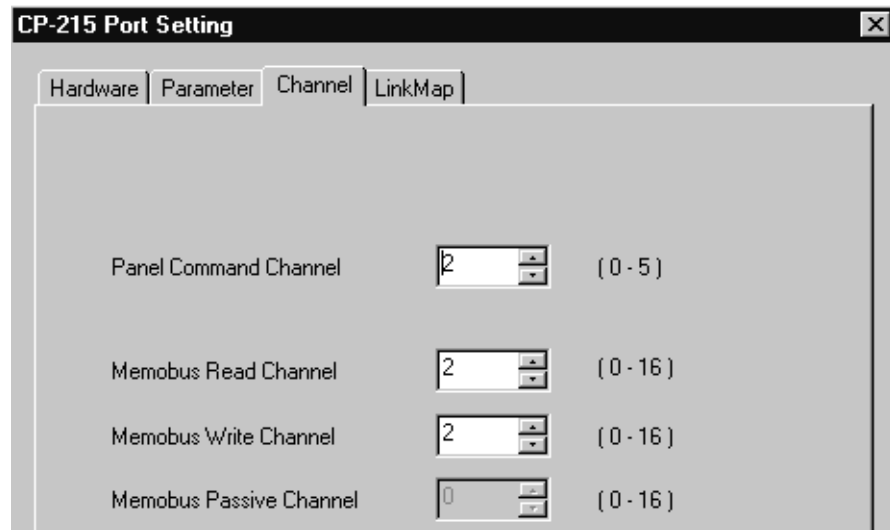 CP-215 Port Setting
Hardware Parameter Channel LinkMap
Panel Command Channel 2 ( 0 - 5 )
Memobus Read Channel 2 ( 0 - 16 )
Memobus Write Channel 2 ( 0 - 16 )
Memobus Passive Channel 0 ( 0 - 16 )